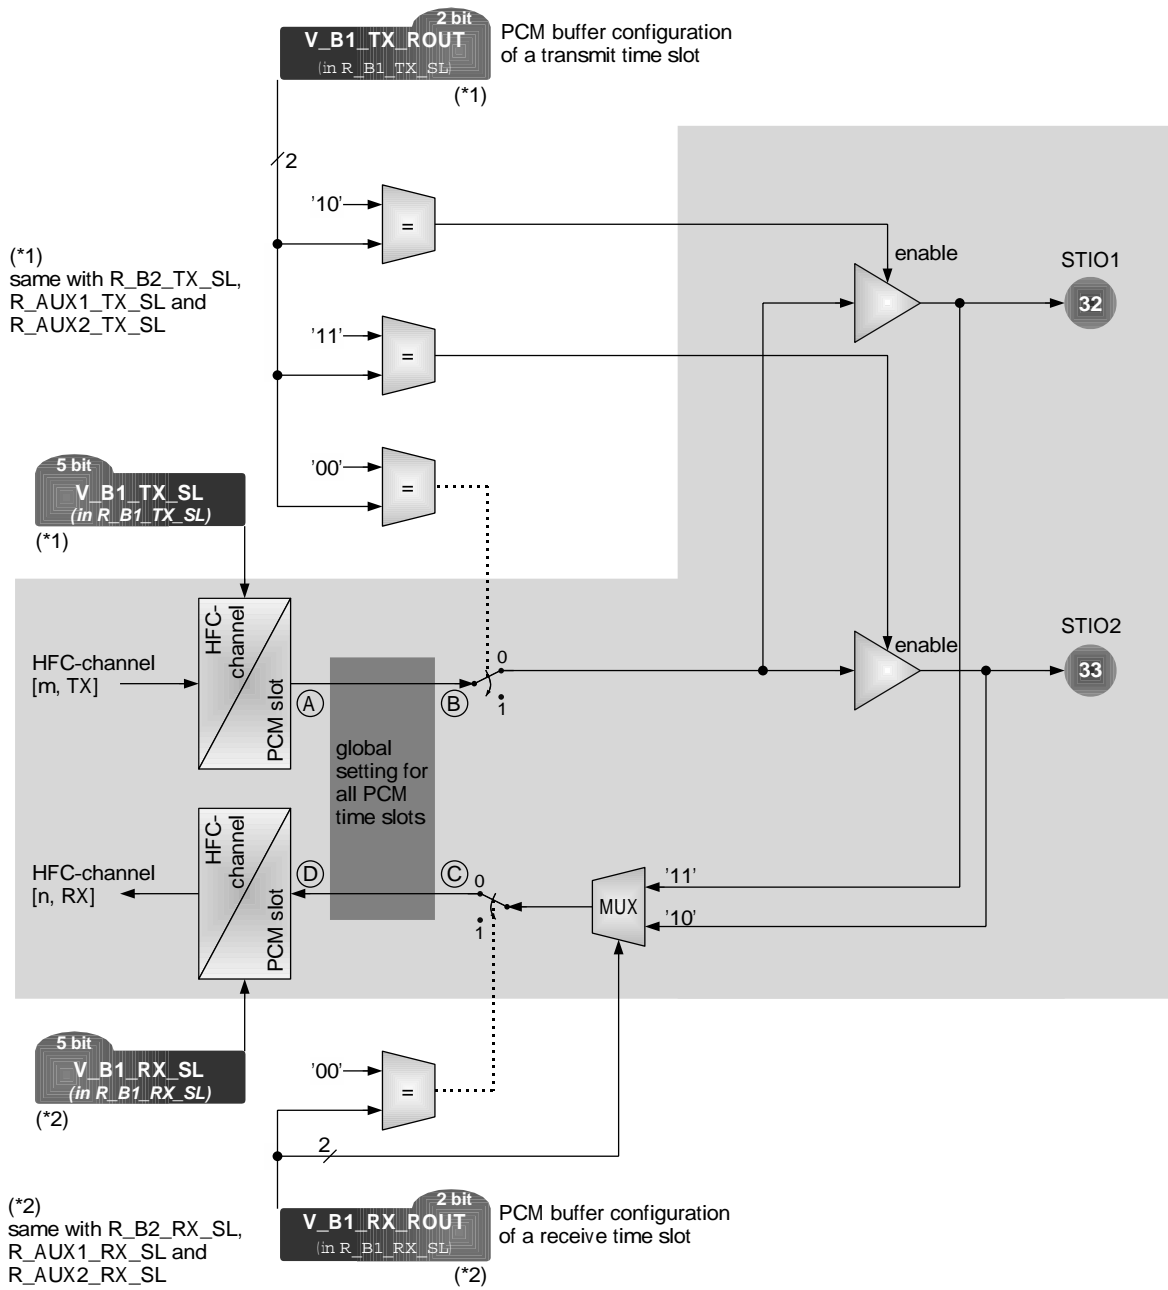 2 bit
V_B1_TX_ROUT
(in R_B1_TX_SL)
(*1)
PCM buffer configuration
of a transmit time slot
2
'10'
=
enable
STIO1
32
(*1)
same with R_B2_TX_SL,
R_AUX1_TX_SL and
R_AUX2_TX_SL
'11'
=
'00'
=
5 bit
V_B1_TX_SL
(in R_B1_TX_SL)
(*1)
HFC-channel
[m, TX]
HFC-
channel
PCM slot
A
B
0
1
enable
STIO2
33
global
setting for
all PCM
time slots
HFC-channel
[n, RX]
HFC-
channel
PCM slot
D
C
0
1
MUX
'11'
'10'
5 bit
V_B1_RX_SL
(in R_B1_RX_SL)
(*2)
'00'
=
2
(*2)
same with R_B2_RX_SL,
R_AUX1_RX_SL and
R_AUX2_RX_SL
2 bit
V_B1_RX_ROUT
(in R_B1_RX_SL)
(*2)
PCM buffer configuration
of a receive time slot